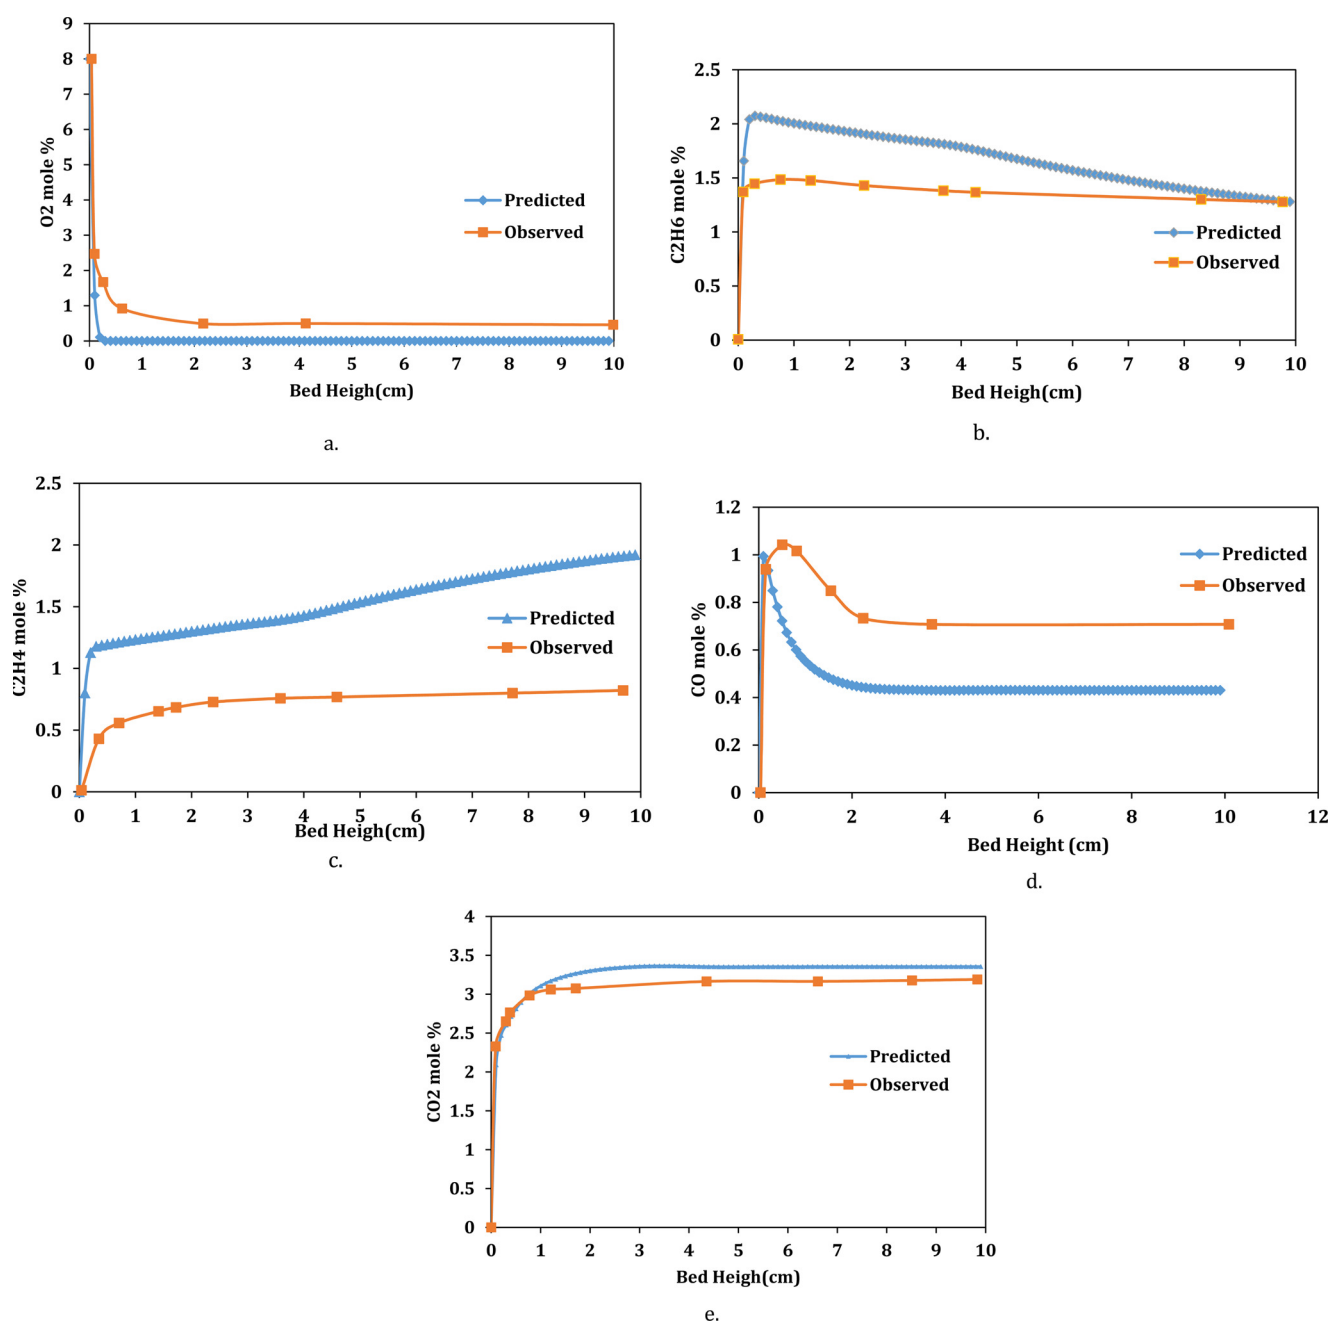 9
8
7
6
5
4
3
2
1
0
O2 mole %
Predicted
Observed
0 1 2 3 4 5 6 7 8 9 10
Bed Heigh(cm)
a.
2.5
2
1.5
1
0.5
0
C2H6 mole %
Predicted
Observed
0 1 2 3 4 5 6 7 8 9 10
Bed Heigh(cm)
b.
2.5
2
1.5
1
0.5
0
C2H4 mole %
Predicted
Observed
0 1 2 3 4 5 6 7 8 9 10
Bed Heigh(cm)
c.
1.2
1
0.8
0.6
0.4
0.2
0
CO mole %
Predicted
Observed
0 2 4 6 8 10 12
Bed Height (cm)
d.
4
3.5
3
2.5
2
1.5
1
0.5
0
CO2 mole %
Predicted
Observed
0 1 2 3 4 5 6 7 8 9 10
Bed Heigh(cm)
e.